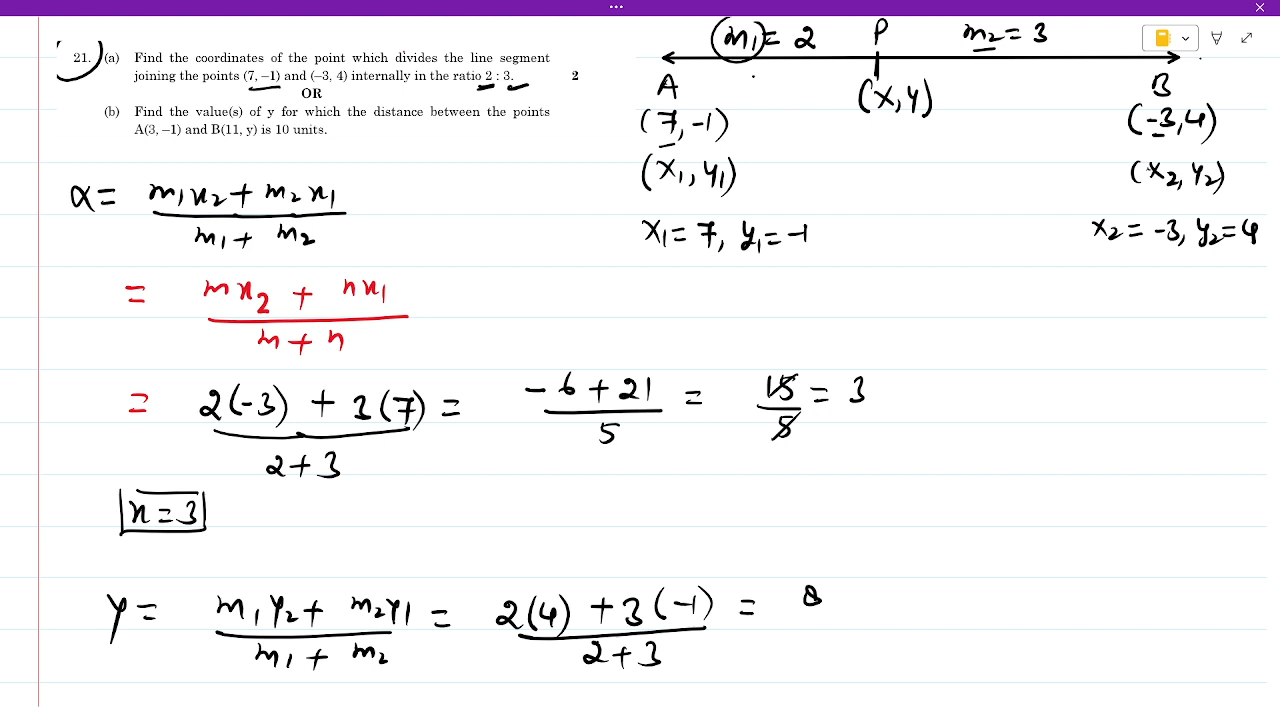 21. (a) Find the coordinates of the point which divides the line segment
joining the points (7, –1) and (–3, 4) internally in the ratio 2 : 3. 2
OR
(b) Find the value(s) of y for which the distance between the points
A(3, –1) and B(11, y) is 10 units.
m1 = 2 P m2 = 3
A (x, y) B
(7, -1) (-3, 4)
(x1, y1) (x2, y2)
x1 = 7, y1 = -1 x2 = -3, y2 = 4
x = m1x2 + m2x1
m1 + m2
= mx2 + nx1
m + n
= 2(-3) + 3(7) = -6 + 21 = 15 = 3
2 + 3 5 5
x = 3
y = m1y2 + m2y1 = 2(4) + 3(-1) = 8
m1 + m2 2 + 3